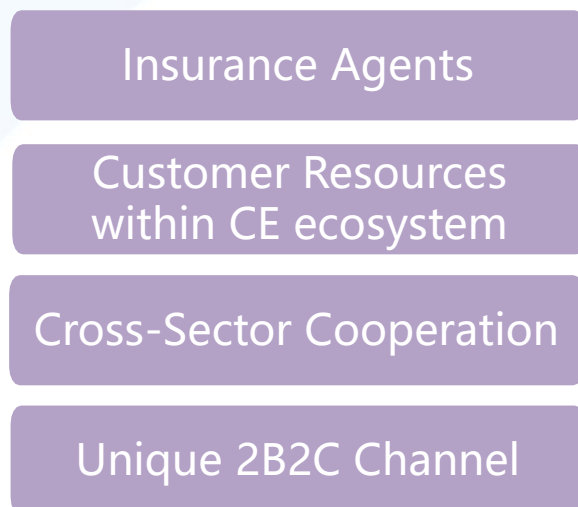 Insurance Agents
Customer Resources
within CE ecosystem
Cross-Sector Cooperation
Unique 2B2C Channel